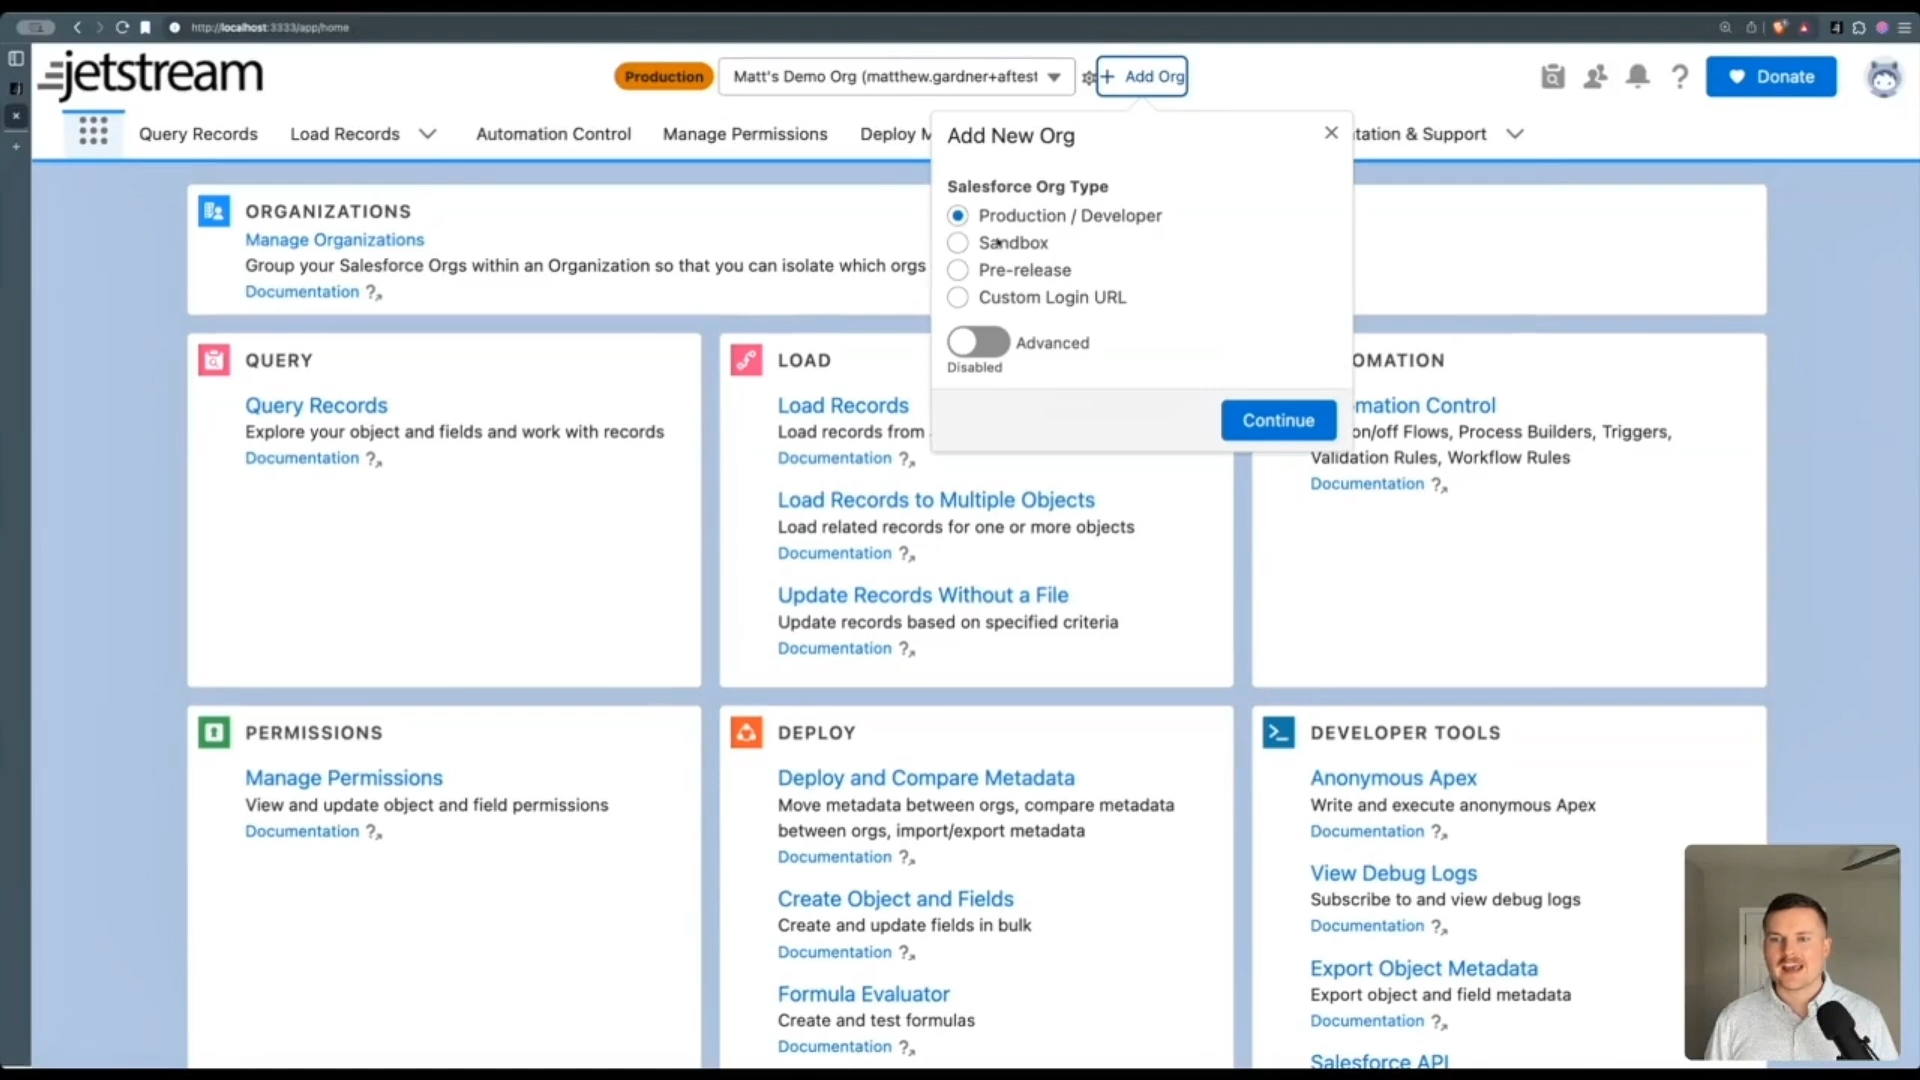 http://localhost:3333/app/home
jetstream
Production
Matt's Demo Org (matthew.gardner+aftest
+ Add Org
Donate
Query Records
Load Records
Automation Control
Manage Permissions
Deploy M
tation & Support
Add New Org
Salesforce Org Type
Production / Developer
Sandbox
Pre-release
Custom Login URL
Advanced
Disabled
Continue
ORGANIZATIONS
Manage Organizations
Group your Salesforce Orgs within an Organization so that you can isolate which orgs
Documentation
QUERY
Query Records
Explore your object and fields and work with records
Documentation
LOAD
Load Records
Load records from
Documentation
Load Records to Multiple Objects
Load related records for one or more objects
Documentation
Update Records Without a File
Update records based on specified criteria
Documentation
OMATION
mation Control
on/off Flows, Process Builders, Triggers,
Validation Rules, Workflow Rules
Documentation
PERMISSIONS
Manage Permissions
View and update object and field permissions
Documentation
DEPLOY
Deploy and Compare Metadata
Move metadata between orgs, compare metadata
between orgs, import/export metadata
Documentation
Create Object and Fields
Create and update fields in bulk
Documentation
Formula Evaluator
Create and test formulas
Documentation
DEVELOPER TOOLS
Anonymous Apex
Write and execute anonymous Apex
Documentation
View Debug Logs
Subscribe to and view debug logs
Documentation
Export Object Metadata
Export object and field metadata
Documentation
Salesforce API